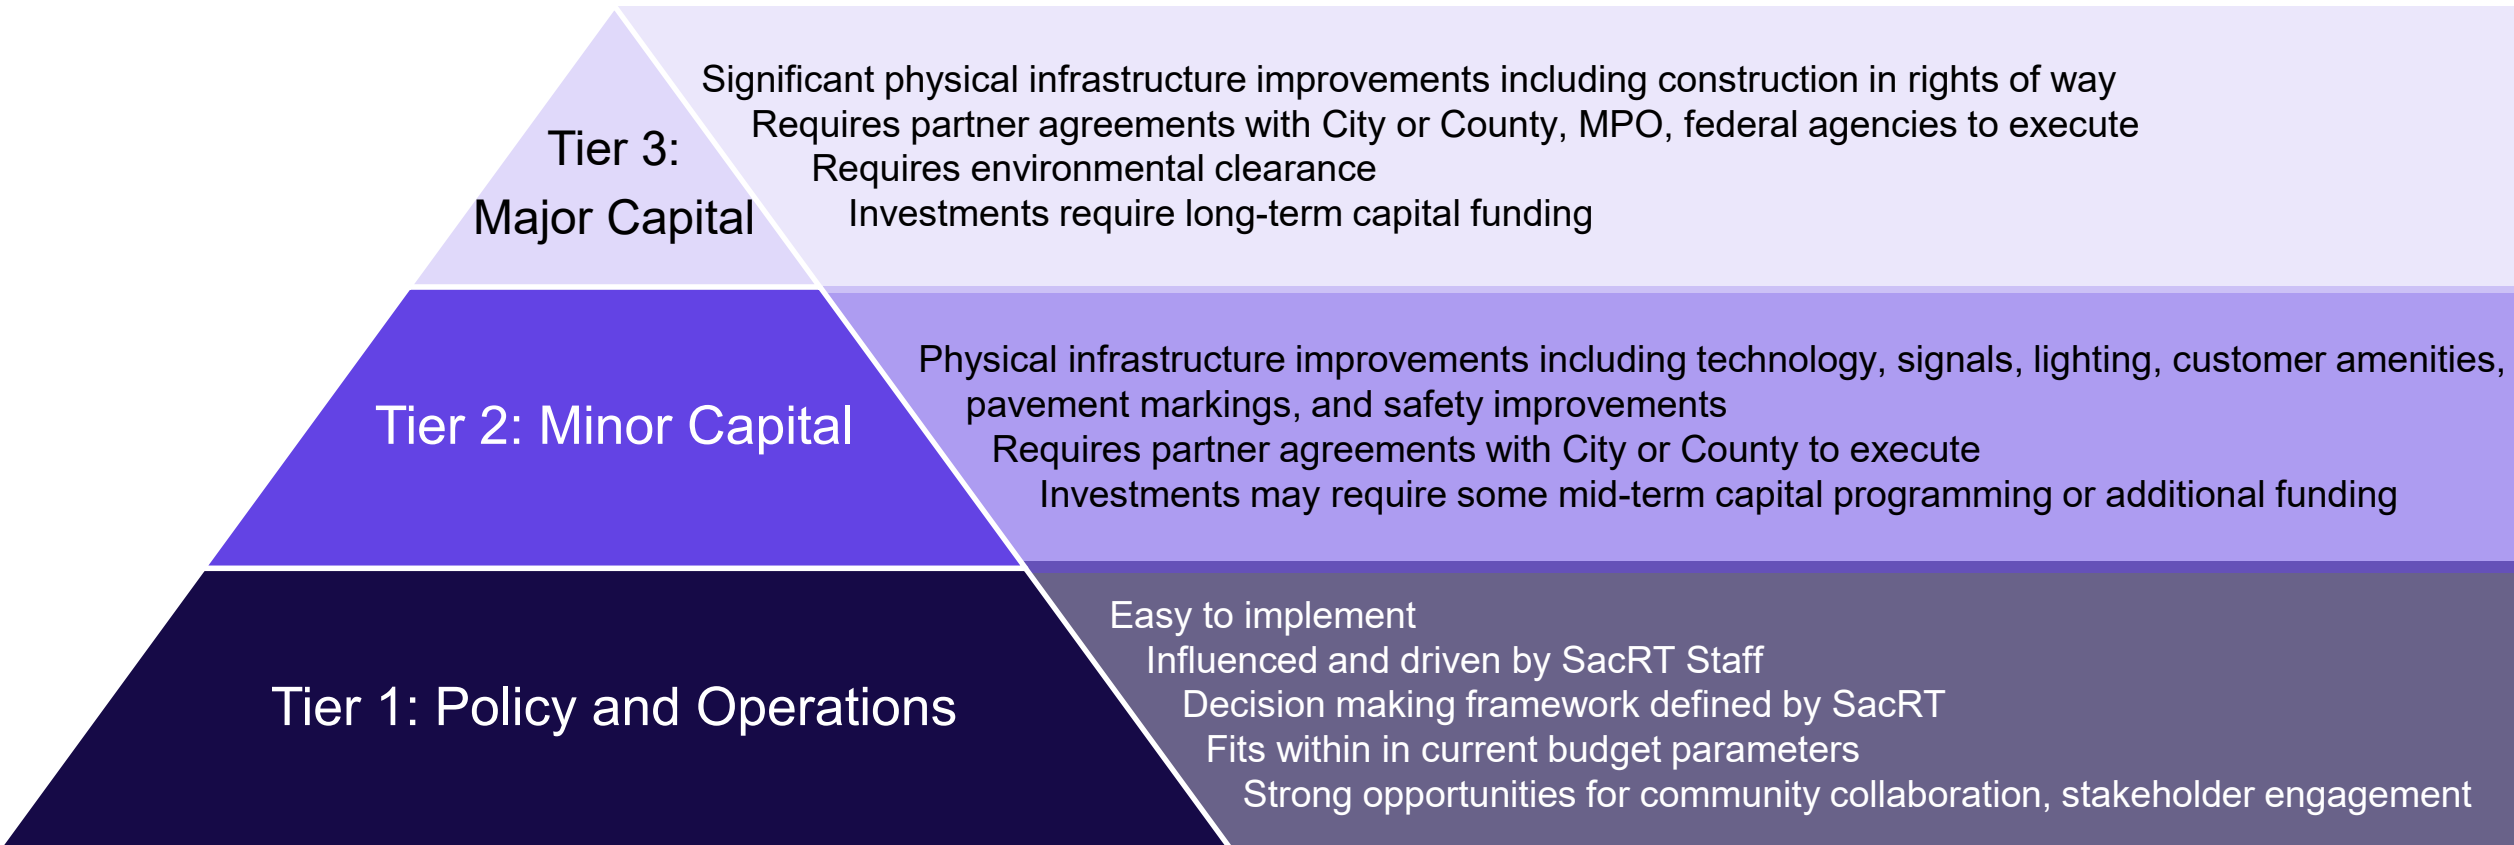 Tier 3:
Major Capital
Significant physical infrastructure improvements including construction in rights of way
Requires partner agreements with City or County, MPO, federal agencies to execute
Requires environmental clearance
Investments require long-term capital funding
Tier 2: Minor Capital
Physical infrastructure improvements including technology, signals, lighting, customer amenities,
pavement markings, and safety improvements
Requires partner agreements with City or County to execute
Investments may require some mid-term capital programming or additional funding
Tier 1: Policy and Operations
Easy to implement
Influenced and driven by SacRT Staff
Decision making framework defined by SacRT
Fits within in current budget parameters
Strong opportunities for community collaboration, stakeholder engagement